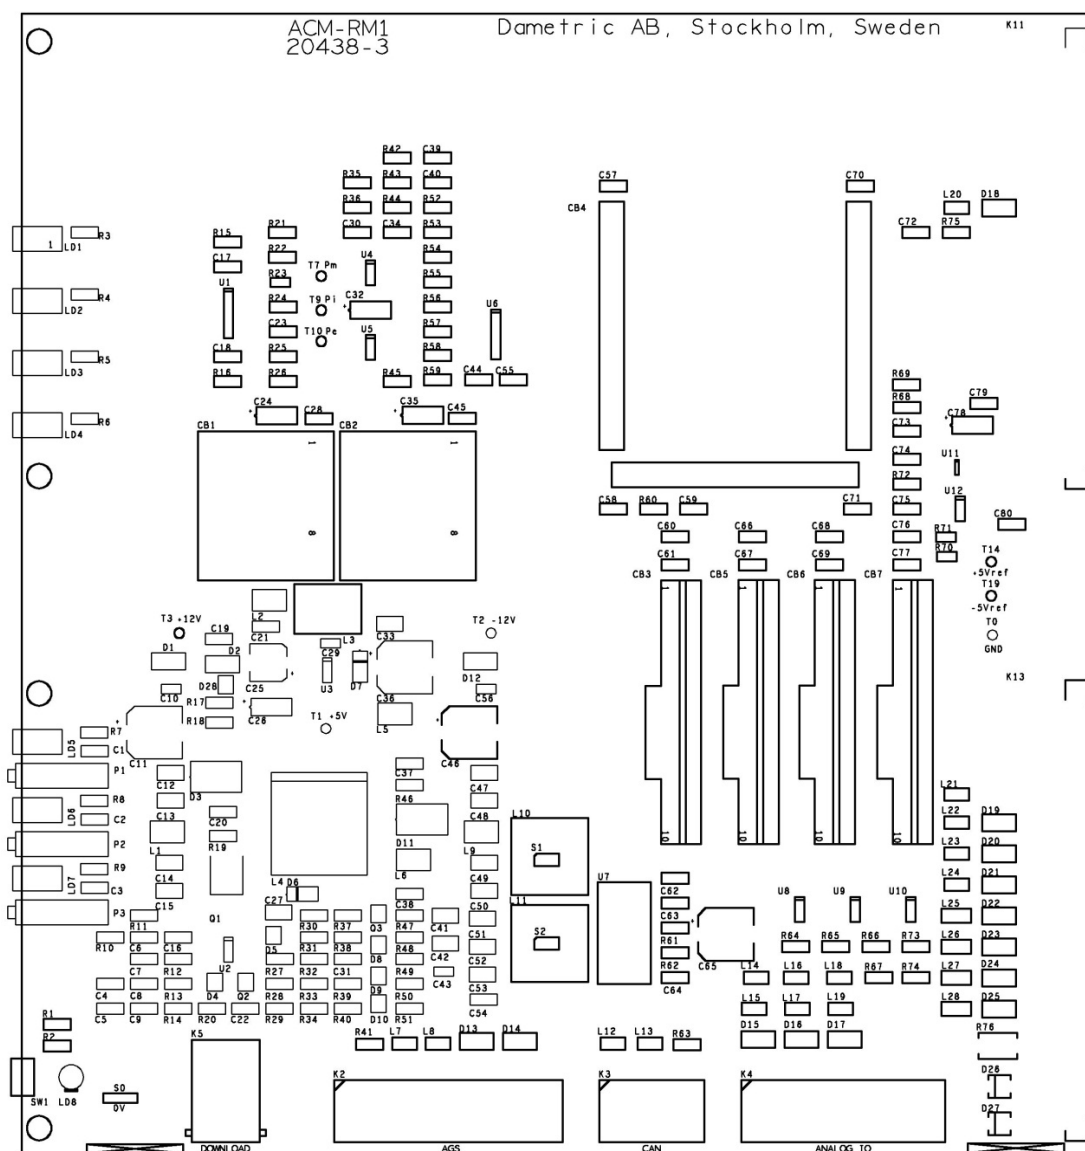 ACM-RM1
20438-3
Dametric AB, Stockholm, Sweden
K11
R42 C39
R35 R43 C40
C57 C70
R36 R44 R52
CB4
L20 D18
R3
R15
R21
C30 C34 R53
C72 R75
1 LD1
C17
R22
U4
R54
U1
R23
T7 Pm
R55
R4
LD2
R24
T9 Pi
C32
R56
U6
C23
T10 Pe
U5
R57
R5
LD3
C18
R25
R58
R16
R26
R45
R59
C44 C55
R69
R6
LD4
C24
C28
C35
C45
R68
C79
C78
CB1
1
CB2
1
C73
C74
U11
R72
U12
C58 R60 C59
C71
C75
8
8
C60 C66 C68
C76
R71
C80
C61 C67 C69
C77
R70
T14
+5Vref
T19
-5Vref
T0
GND
CB3 CB5 CB6 CB7
1 1 1 1
T3 +12V
L2
C33
T2 -12V
C19
C21
L3
D1
D2
C29
D28
C25
U3
D7
C36
D12
K13
C10
R17
C56
R18
C26
T1 +5V
L5
LD5
R7
C1
C11
C46
P1
C12
D3
C37
C47
L21
R8
LD6
C2
C13
C20
R46
C48
L10
L22
D19
P2
L1
R19
D11
L9
S1
10 10 10 10
L23
D20
R9
LD7
C3
C14
L4
D6
L6
C49
L11
U7
C62
U8 U9 U10
L24
D21
P3
C15
Q1
C27
C38
C50
C63
L25
D22
R11
R30 R37
Q3
R47
C41
C51
S2
R61
C65
R64 R65 R66 R73
L26
D23
R10
C6 C16
U2
D5
R31 R38
D8
R48
C42
C52
R62
L14 L16 L18
R67 R74
L27
D24
C7 R12
R27 R32 C31
D9
R49
C43
C53
C64
C4
C8 R13
D4 Q2
R28 R33 R39
D10
R50
C54
L15 L17 L19
L28
D25
C5
C9 R14
R20 C22
R29 R34 R40
R51
R1
R2
K5
R41 L7 L8 D13 D14
L12 L13 R63
D15 D16 D17
R76
SW1
LD8
S0
0V
K2
K3
K4
D26
D27
DOWNLOAD
AGS
CAN
ANALOG IO